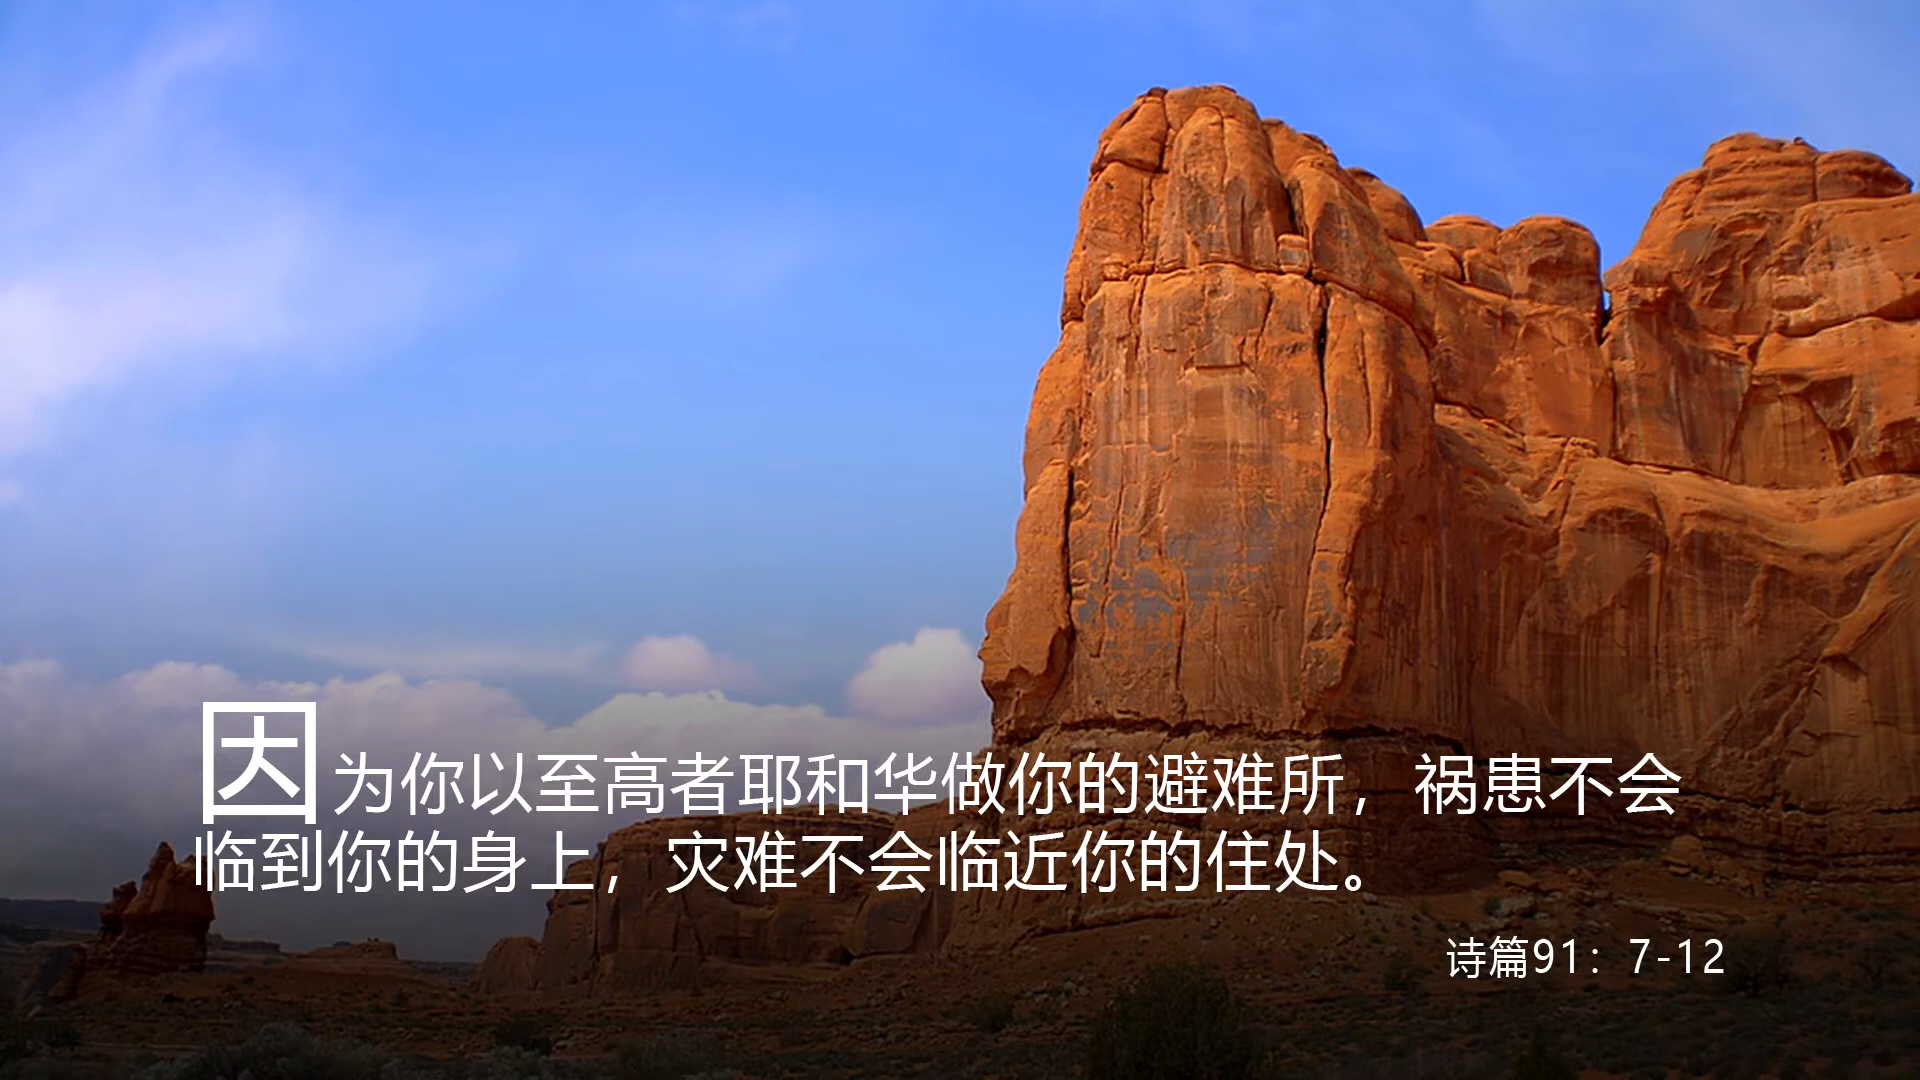 因为你以至高者耶和华做你的避难所，祸患不会
临到你的身上，灾难不会临近你的住处。
诗篇91：7-12